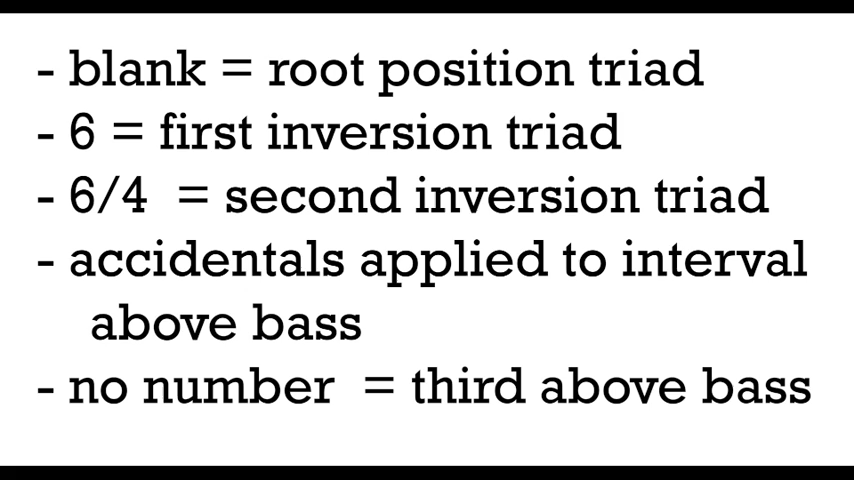 - blank = root position triad
- 6 = first inversion triad
- 6/4 = second inversion triad
- accidentals applied to interval
above bass
- no number = third above bass